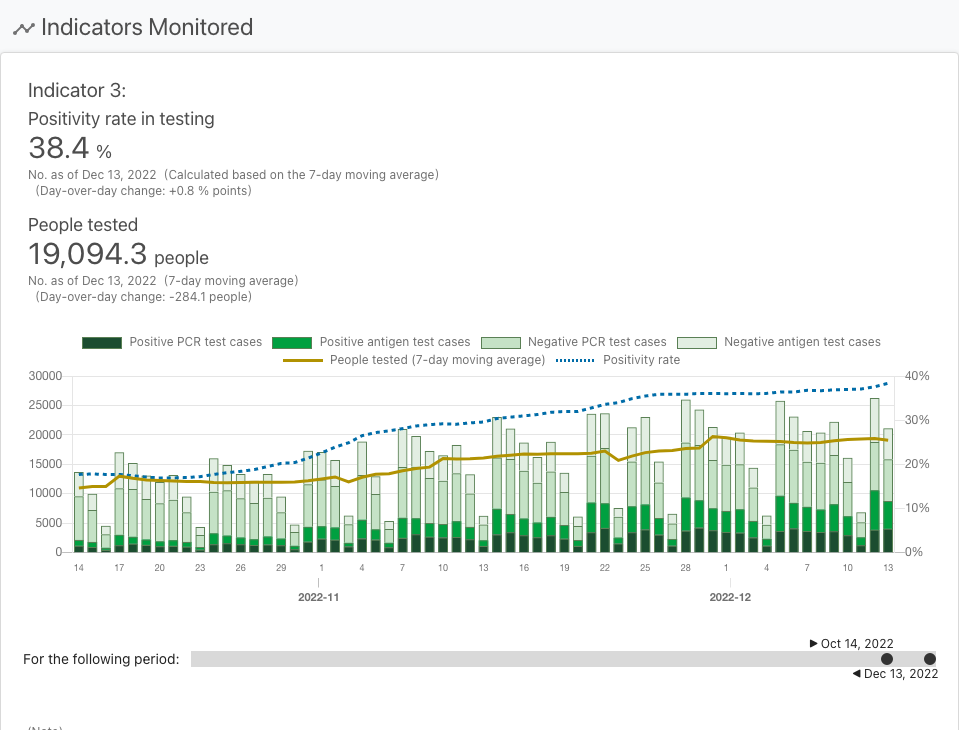 Indicators Monitored
Indicator 3:
Positivity rate in testing
38.4 %
No. as of Dec 13, 2022 (Calculated based on the 7-day moving average)
(Day-over-day change: +0.8 % points)
People tested
19,094.3 people
No. as of Dec 13, 2022 (7-day moving average)
(Day-over-day change: -284.1 people)
Positive PCR test cases Positive antigen test cases Negative PCR test cases Negative antigen test cases
People tested (7-day moving average) Positivity rate
30000 40%
25000
30%
20000
15000 20%
10000
10%
5000
0 0%
14 17 20 23 26 29 1 4 7 10 13 16 19 22 25 28 1 4 7 10 13
2022-11 2022-12
▶ Oct 14, 2022
For the following period:
◀ Dec 13, 2022